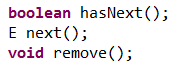 boolean hasNext();
E next();
void remove();